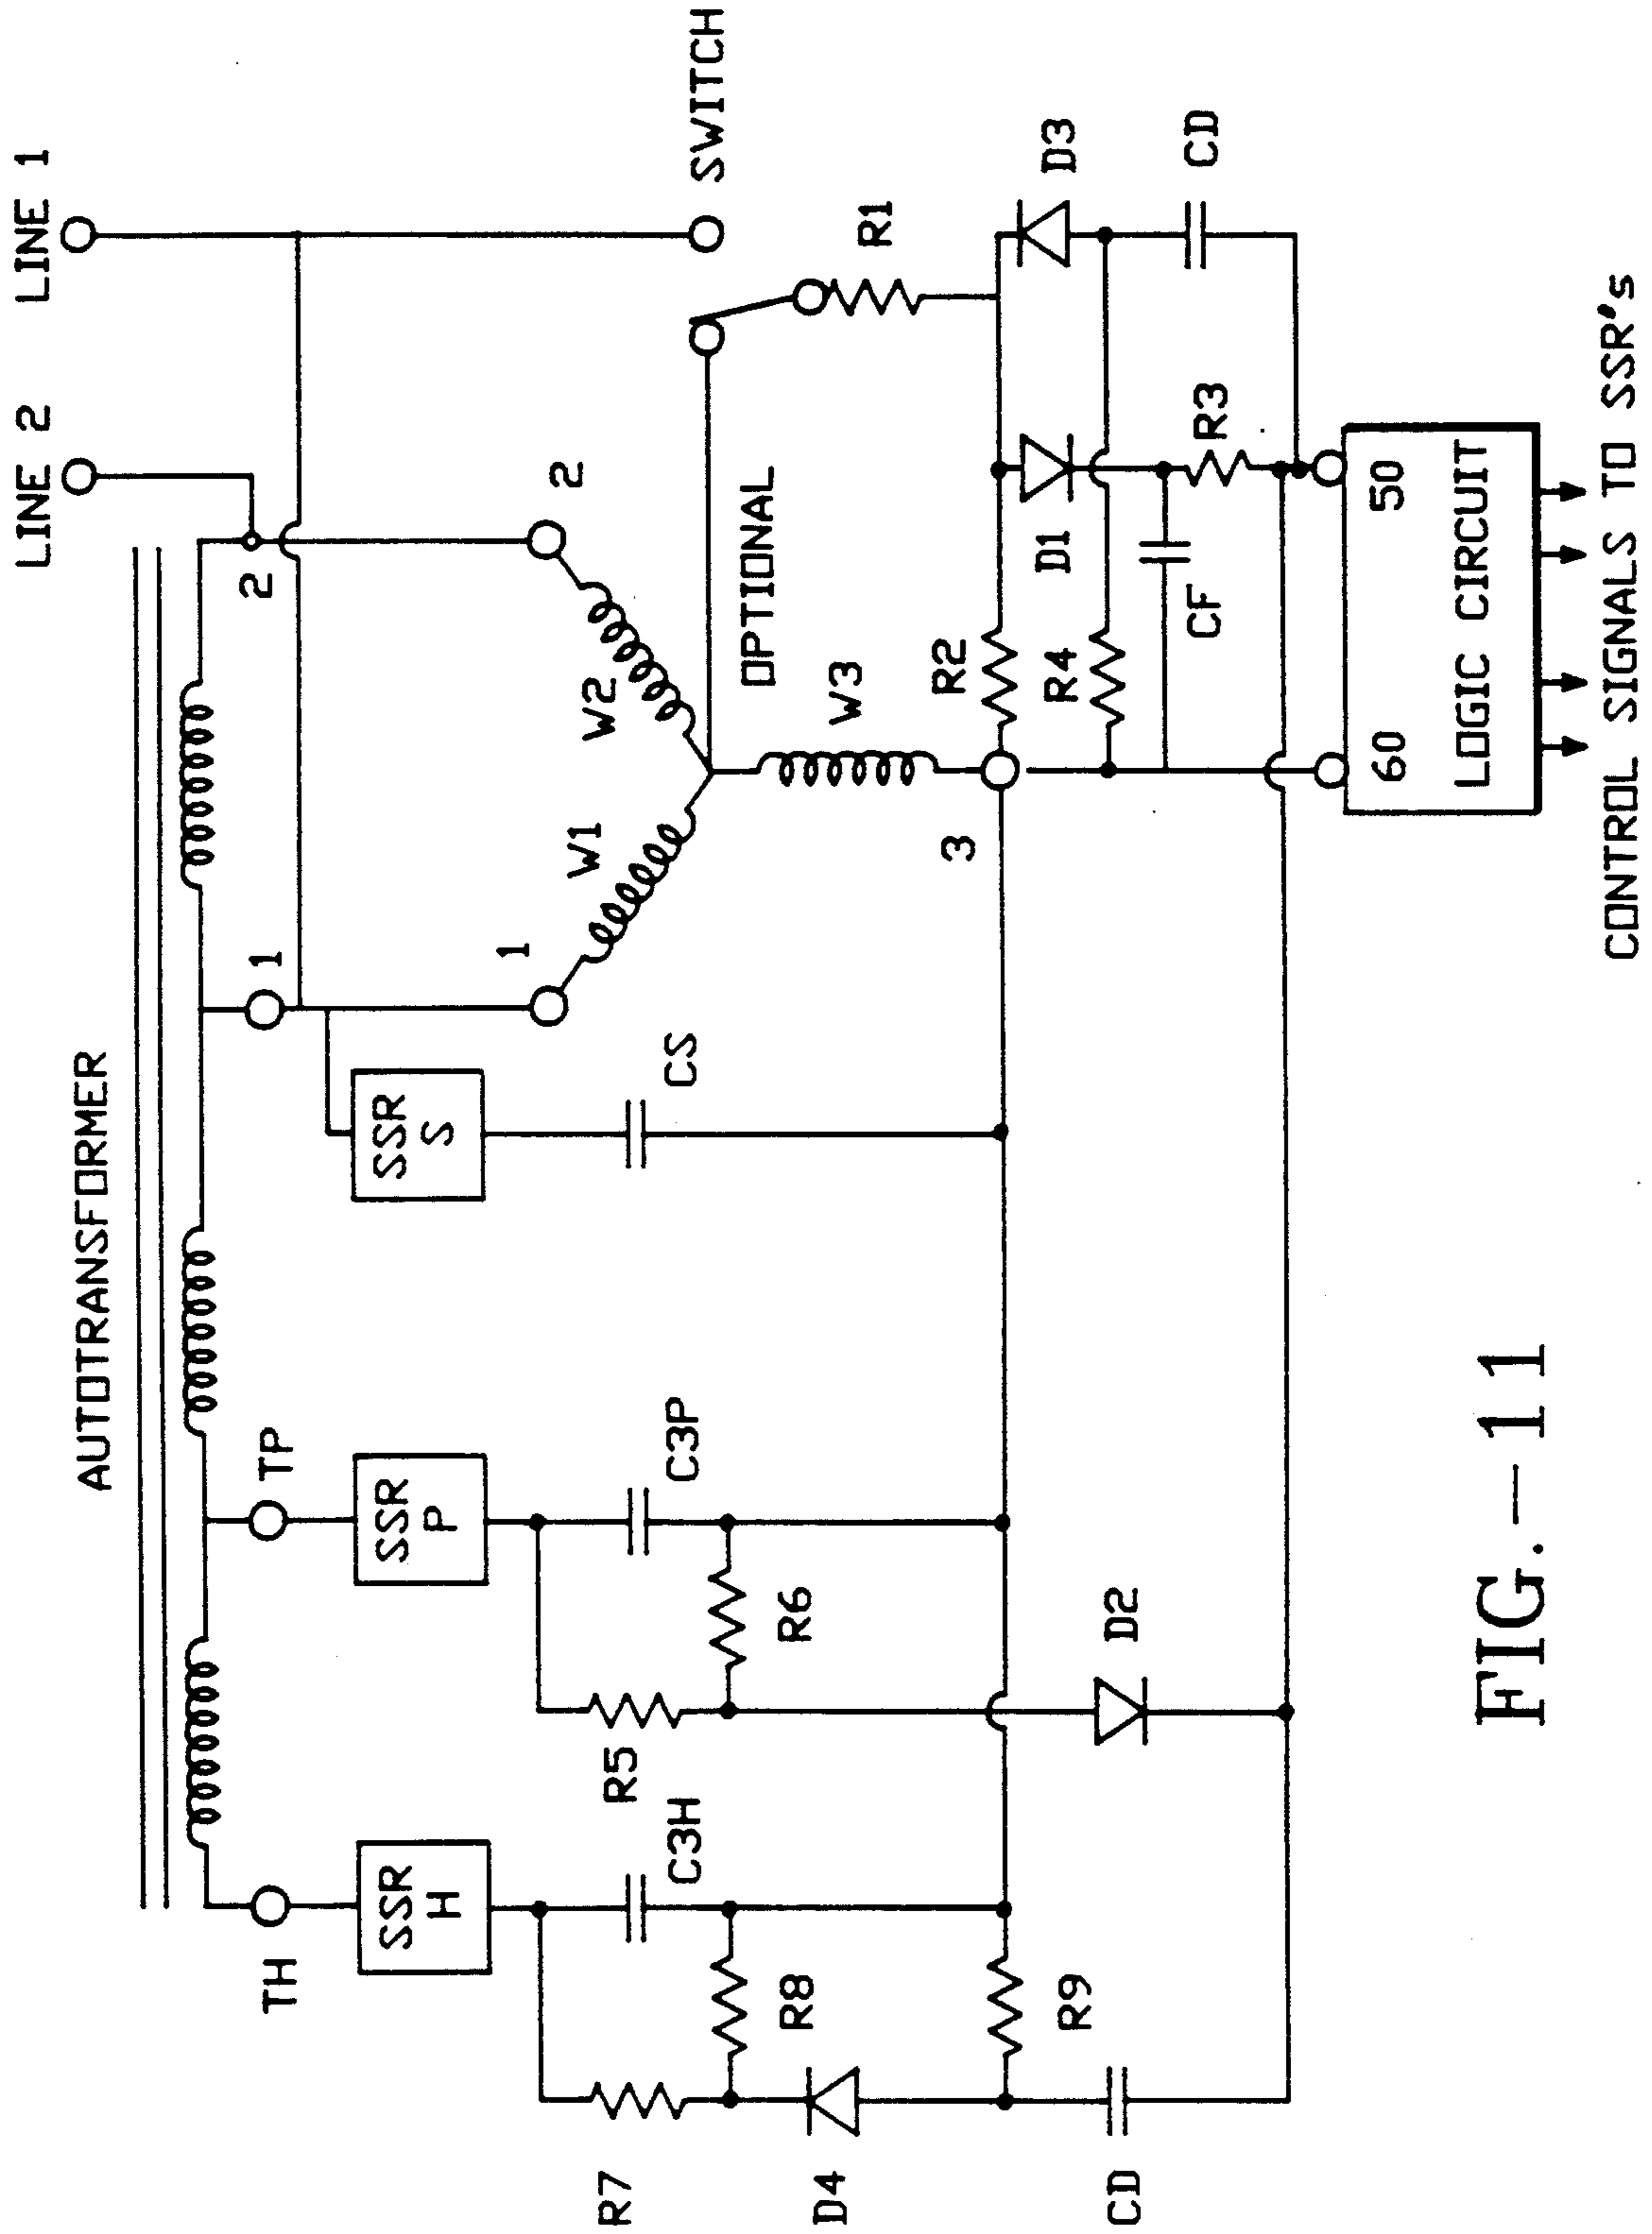 LINE 2
LINE 1
AUTOTRANSFORMER
TH
TP
1
2
SSR
H
SSR
P
SSR
S
1
2
R7
C3H
R5
C3P
CS
W1
W2
SWITCH
OPTIONAL
R8
R6
W3
R1
D4
3
R2
D1
D3
R9
D2
R4
CF
R3
CD
CD
60
50
LOGIC CIRCUIT
CONTROL SIGNALS TO SSR's
FIG.-11